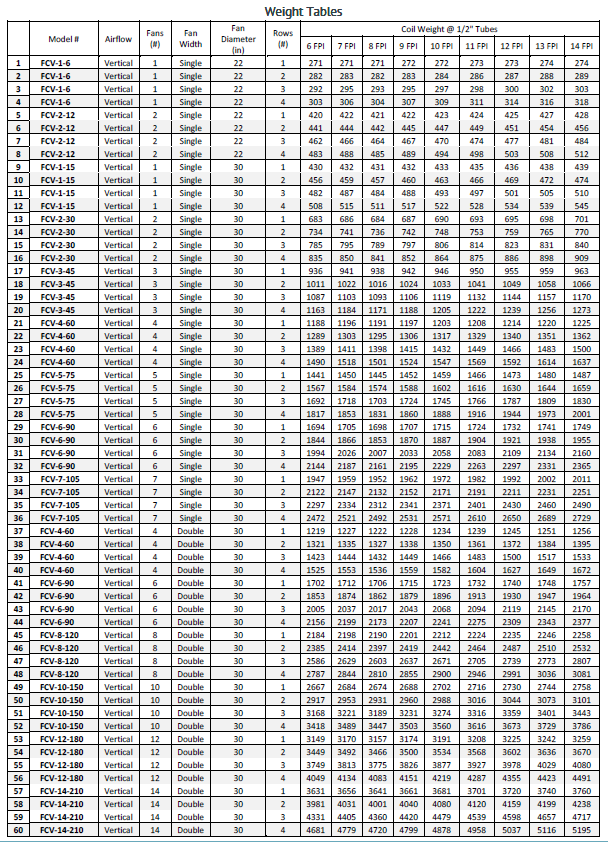 Weight Tables
Model # Airflow Fans (#) Fan Width Fan Diameter (in) Rows (#) Coil Weight @ 1/2" Tubes
6 FPI 7 FPI 8 FPI 9 FPI 10 FPI 11 FPI 12 FPI 13 FPI 14 FPI
1 FCV-1-6 Vertical 1 Single 22 1 271 271 271 272 272 273 273 274 274
2 FCV-1-6 Vertical 1 Single 22 2 282 283 282 283 284 286 287 288 289
3 FCV-1-6 Vertical 1 Single 22 3 292 295 293 295 297 298 300 302 303
4 FCV-1-6 Vertical 1 Single 22 4 303 306 304 307 309 311 314 316 318
5 FCV-2-12 Vertical 2 Single 22 1 420 422 421 422 423 424 425 427 428
6 FCV-2-12 Vertical 2 Single 22 2 441 444 442 445 447 449 451 454 456
7 FCV-2-12 Vertical 2 Single 22 3 462 466 464 467 470 474 477 481 484
8 FCV-2-12 Vertical 2 Single 22 4 483 488 485 489 494 498 503 508 512
9 FCV-1-15 Vertical 1 Single 30 1 430 432 431 432 433 435 436 438 439
10 FCV-1-15 Vertical 1 Single 30 2 456 459 457 460 463 466 469 472 474
11 FCV-1-15 Vertical 1 Single 30 3 482 487 484 488 493 497 501 505 510
12 FCV-1-15 Vertical 1 Single 30 4 508 515 511 517 522 528 534 539 545
13 FCV-2-30 Vertical 2 Single 30 1 683 686 684 687 690 693 695 698 701
14 FCV-2-30 Vertical 2 Single 30 2 734 741 736 742 748 753 759 765 770
15 FCV-2-30 Vertical 2 Single 30 3 785 795 789 797 806 814 823 831 840
16 FCV-2-30 Vertical 2 Single 30 4 835 850 841 852 864 875 886 898 909
17 FCV-3-45 Vertical 3 Single 30 1 936 941 938 942 946 950 955 959 963
18 FCV-3-45 Vertical 3 Single 30 2 1011 1022 1016 1024 1033 1041 1049 1058 1066
19 FCV-3-45 Vertical 3 Single 30 3 1087 1103 1093 1106 1119 1132 1144 1157 1170
20 FCV-3-45 Vertical 3 Single 30 4 1163 1184 1171 1188 1205 1222 1239 1256 1273
21 FCV-4-60 Vertical 4 Single 30 1 1188 1196 1191 1197 1203 1208 1214 1220 1225
22 FCV-4-60 Vertical 4 Single 30 2 1289 1303 1295 1306 1317 1329 1340 1351 1362
23 FCV-4-60 Vertical 4 Single 30 3 1389 1411 1398 1415 1432 1449 1466 1483 1500
24 FCV-4-60 Vertical 4 Single 30 4 1490 1518 1501 1524 1547 1569 1592 1614 1637
25 FCV-5-75 Vertical 5 Single 30 1 1441 1450 1445 1452 1459 1466 1473 1480 1487
26 FCV-5-75 Vertical 5 Single 30 2 1567 1584 1574 1588 1602 1616 1630 1644 1659
27 FCV-5-75 Vertical 5 Single 30 3 1692 1718 1703 1724 1745 1766 1787 1809 1830
28 FCV-5-75 Vertical 5 Single 30 4 1817 1853 1831 1860 1888 1916 1944 1973 2001
29 FCV-6-90 Vertical 6 Single 30 1 1694 1705 1698 1707 1715 1724 1732 1741 1749
30 FCV-6-90 Vertical 6 Single 30 2 1844 1866 1853 1870 1887 1904 1921 1938 1955
31 FCV-6-90 Vertical 6 Single 30 3 1994 2026 2007 2033 2058 2083 2109 2134 2160
32 FCV-6-90 Vertical 6 Single 30 4 2144 2187 2161 2195 2229 2263 2297 2331 2365
33 FCV-7-105 Vertical 7 Single 30 1 1947 1959 1952 1962 1972 1982 1992 2002 2011
34 FCV-7-105 Vertical 7 Single 30 2 2122 2147 2132 2152 2171 2191 2211 2231 2251
35 FCV-7-105 Vertical 7 Single 30 3 2297 2334 2312 2341 2371 2401 2430 2460 2490
36 FCV-7-105 Vertical 7 Single 30 4 2472 2521 2492 2531 2571 2610 2650 2689 2729
37 FCV-4-60 Vertical 4 Double 30 1 1219 1227 1222 1228 1234 1239 1245 1251 1256
38 FCV-4-60 Vertical 4 Double 30 2 1321 1335 1327 1338 1350 1361 1372 1384 1395
39 FCV-4-60 Vertical 4 Double 30 3 1423 1444 1432 1449 1466 1483 1500 1517 1533
40 FCV-4-60 Vertical 4 Double 30 4 1525 1553 1536 1559 1582 1604 1627 1649 1672
41 FCV-6-90 Vertical 6 Double 30 1 1702 1712 1706 1715 1723 1732 1740 1748 1757
42 FCV-6-90 Vertical 6 Double 30 2 1853 1874 1862 1879 1896 1913 1930 1947 1964
43 FCV-6-90 Vertical 6 Double 30 3 2005 2037 2017 2043 2068 2094 2119 2145 2170
44 FCV-6-90 Vertical 6 Double 30 4 2156 2199 2173 2207 2241 2275 2309 2343 2377
45 FCV-8-120 Vertical 8 Double 30 1 2184 2198 2190 2201 2212 2224 2235 2246 2258
46 FCV-8-120 Vertical 8 Double 30 2 2385 2414 2397 2419 2442 2464 2487 2510 2532
47 FCV-8-120 Vertical 8 Double 30 3 2586 2629 2603 2637 2671 2705 2739 2773 2807
48 FCV-8-120 Vertical 8 Double 30 4 2787 2844 2810 2855 2900 2946 2991 3036 3081
49 FCV-10-150 Vertical 10 Double 30 1 2667 2684 2674 2688 2702 2716 2730 2744 2758
50 FCV-10-150 Vertical 10 Double 30 2 2917 2953 2931 2960 2988 3016 3044 3073 3101
51 FCV-10-150 Vertical 10 Double 30 3 3168 3221 3189 3231 3274 3316 3359 3401 3443
52 FCV-10-150 Vertical 10 Double 30 4 3418 3489 3447 3503 3560 3616 3673 3729 3786
53 FCV-12-180 Vertical 12 Double 30 1 3149 3170 3157 3174 3191 3208 3225 3242 3259
54 FCV-12-180 Vertical 12 Double 30 2 3449 3492 3466 3500 3534 3568 3602 3636 3670
55 FCV-12-180 Vertical 12 Double 30 3 3749 3813 3775 3826 3877 3927 3978 4029 4080
56 FCV-12-180 Vertical 12 Double 30 4 4049 4134 4083 4151 4219 4287 4355 4423 4491
57 FCV-14-210 Vertical 14 Double 30 1 3631 3656 3641 3661 3681 3701 3720 3740 3760
58 FCV-14-210 Vertical 14 Double 30 2 3981 4031 4001 4040 4080 4120 4159 4199 4238
59 FCV-14-210 Vertical 14 Double 30 3 4331 4405 4360 4420 4479 4539 4598 4657 4717
60 FCV-14-210 Vertical 14 Double 30 4 4681 4779 4720 4799 4878 4958 5037 5116 5195